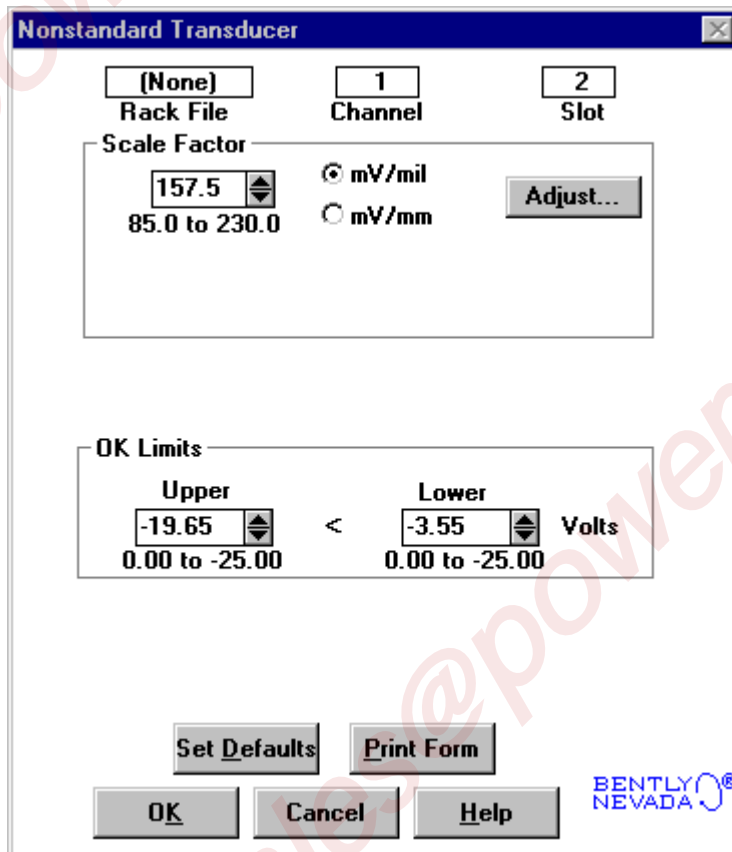 Nonstandard Transducer
(None) 1 2
Rack File Channel Slot
Scale Factor
157.5 mV/mil Adjust...
85.0 to 230.0 mV/mm
OK Limits
Upper Lower
-19.65 < -3.55 Volts
0.00 to -25.00 0.00 to -25.00
Set Defaults Print Form
OK Cancel Help
BENTLY
NEVADA ®
sales@power